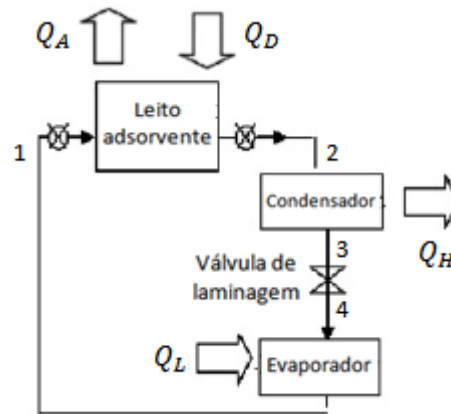 Q_A
Q_D
Leito
adsorvente
1
2
Condensador
Q_H
3
Válvula de
laminagem
4
Q_L
Evaporador